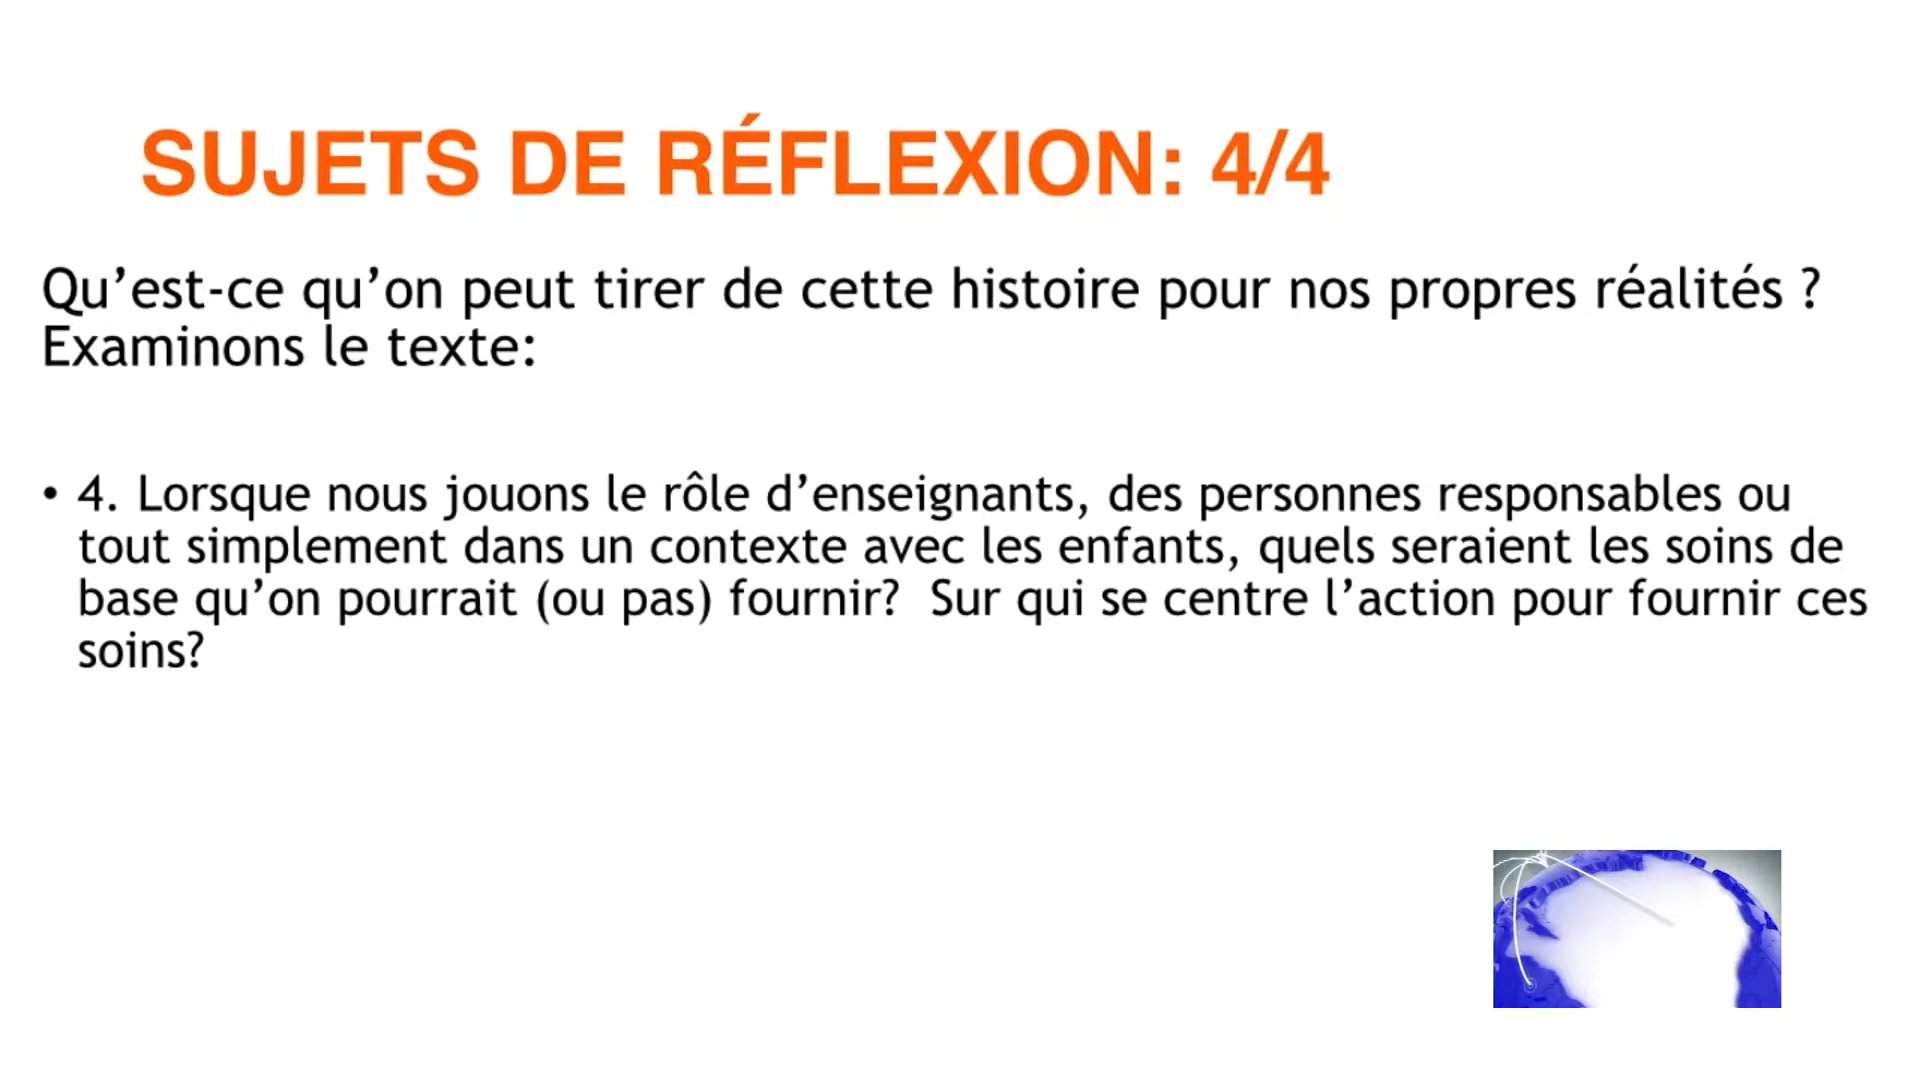 SUJETS DE RÉFLEXION: 4/4
Qu’est-ce qu’on peut tirer de cette histoire pour nos propres réalités ?
Examinons le texte:
• 4. Lorsque nous jouons le rôle d’enseignants, des personnes responsables ou
tout simplement dans un contexte avec les enfants, quels seraient les soins de
base qu’on pourrait (ou pas) fournir?  Sur qui se centre l’action pour fournir ces
soins?